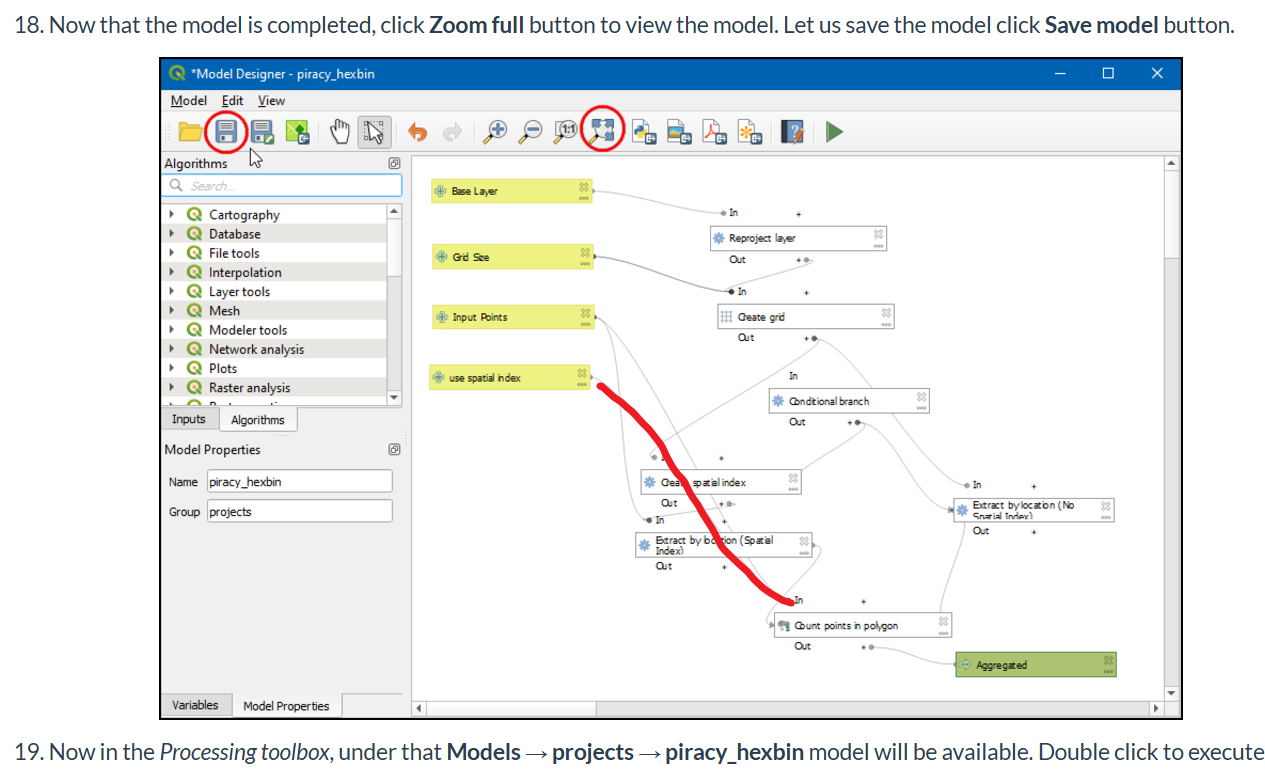 18. Now that the model is completed, click Zoom full button to view the model. Let us save the model click Save model button.
*Model Designer - piracy_hexbin
Model Edit View
1:1
Algorithms
Search...
Cartography
Database
File tools
Interpolation
Layer tools
Mesh
Modeler tools
Network analysis
Plots
Raster analysis
Inputs Algorithms
Model Properties
Name piracy_hexbin
Group projects
Variables Model Properties
Base Layer
In +
Reproject layer
Out +
Grid Size
In +
Create grid
Out +
Input Points
use spatial index
In
Conditional branch
Out +
+
Create spatial index
Out +
In +
Extract by location (Spatial
Index)
Out +
In +
Extract by location (No
Spatial Index)
Out +
In +
Count points in polygon
Out +
Aggregated
19. Now in the Processing toolbox, under that Models → projects → piracy_hexbin model will be available. Double click to execute